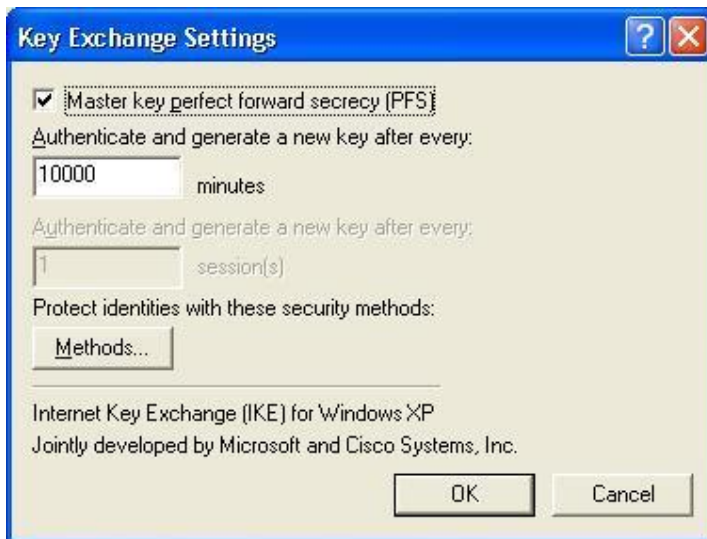 Key Exchange Settings
Master key perfect forward secrecy (PFS)
Authenticate and generate a new key after every:
10000 minutes
Authenticate and generate a new key after every:
1 session(s)
Protect identities with these security methods:
Methods...
Internet Key Exchange (IKE) for Windows XP
Jointly developed by Microsoft and Cisco Systems, Inc.
OK Cancel